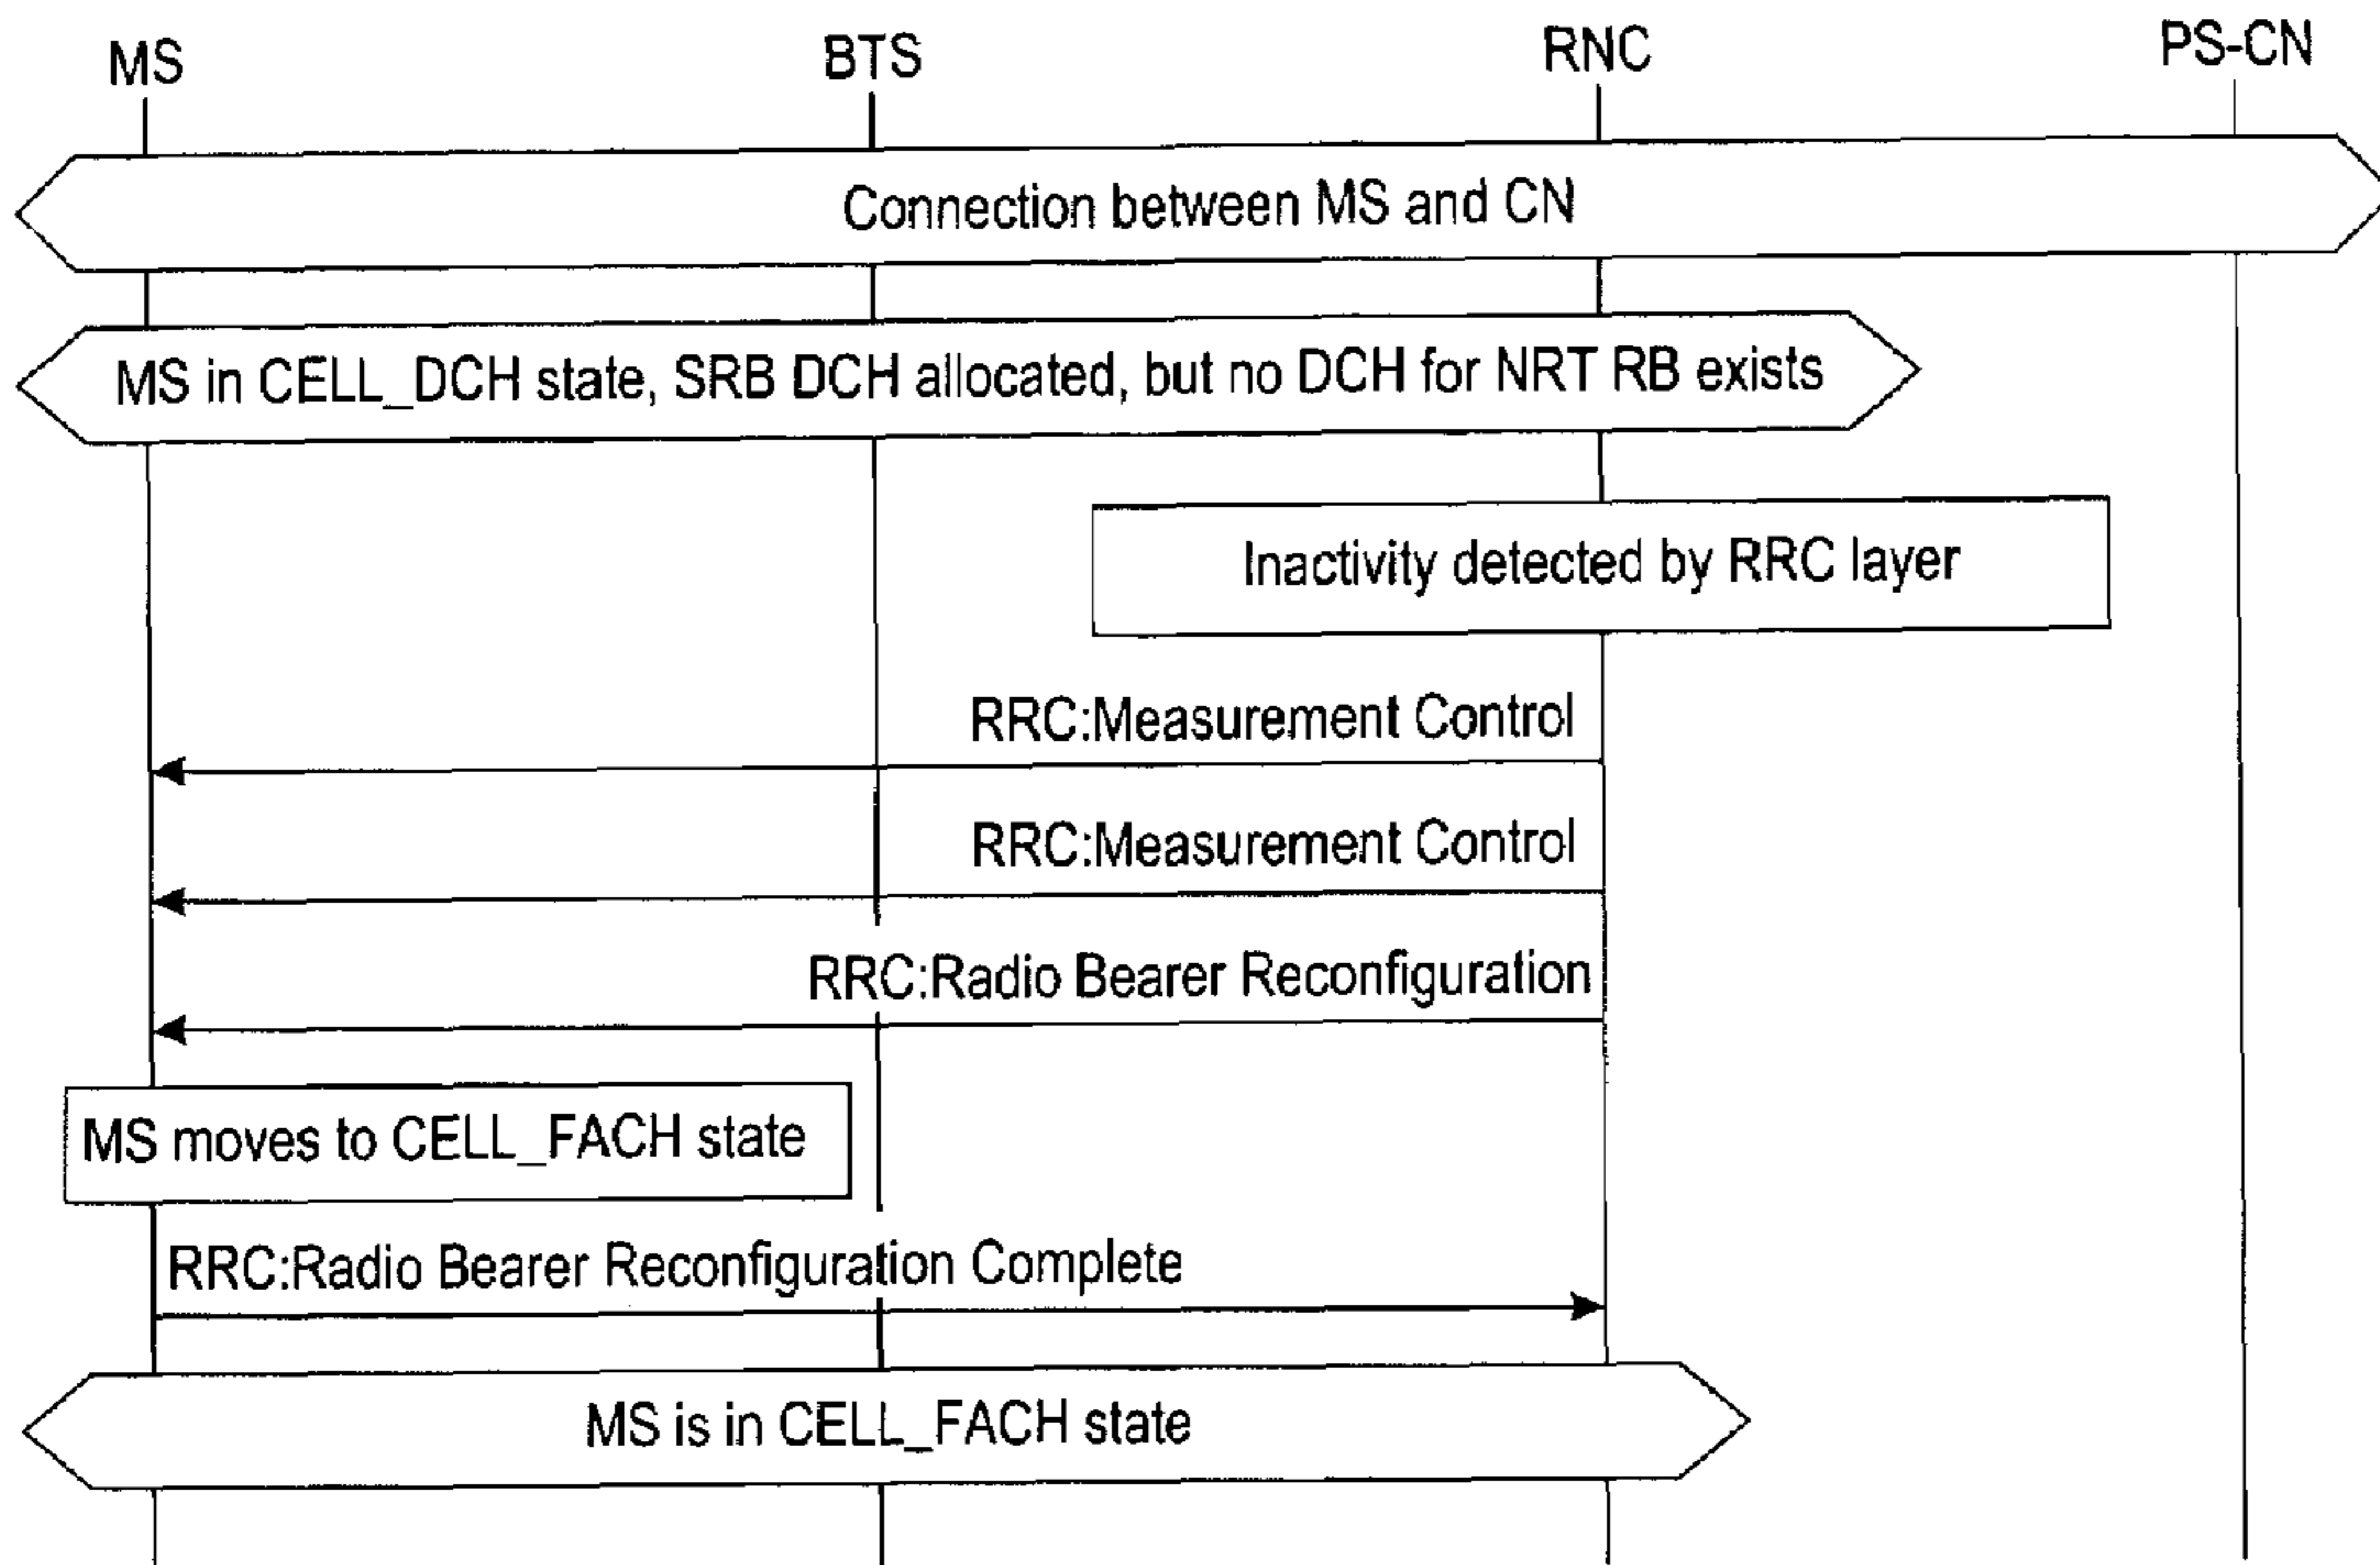 MS
BTS
RNC
PS-CN
Connection between MS and CN
MS in CELL_DCH state, SRB DCH allocated, but no DCH for NRT RB exists
Inactivity detected by RRC layer
RRC:Measurement Control
RRC:Measurement Control
RRC:Radio Bearer Reconfiguration
MS moves to CELL_FACH state
RRC:Radio Bearer Reconfiguration Complete
MS is in CELL_FACH state